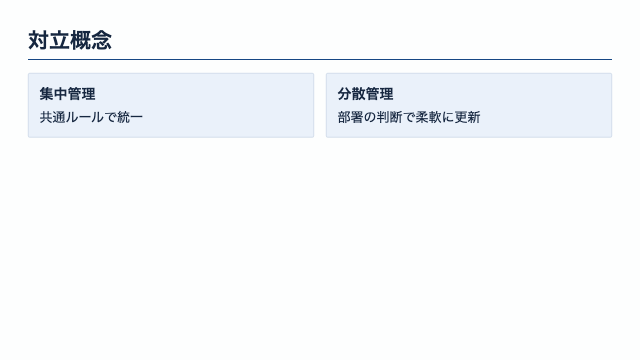 対立概念
集中管理
共通ルールで統一
分散管理
部署の判断で柔軟に更新